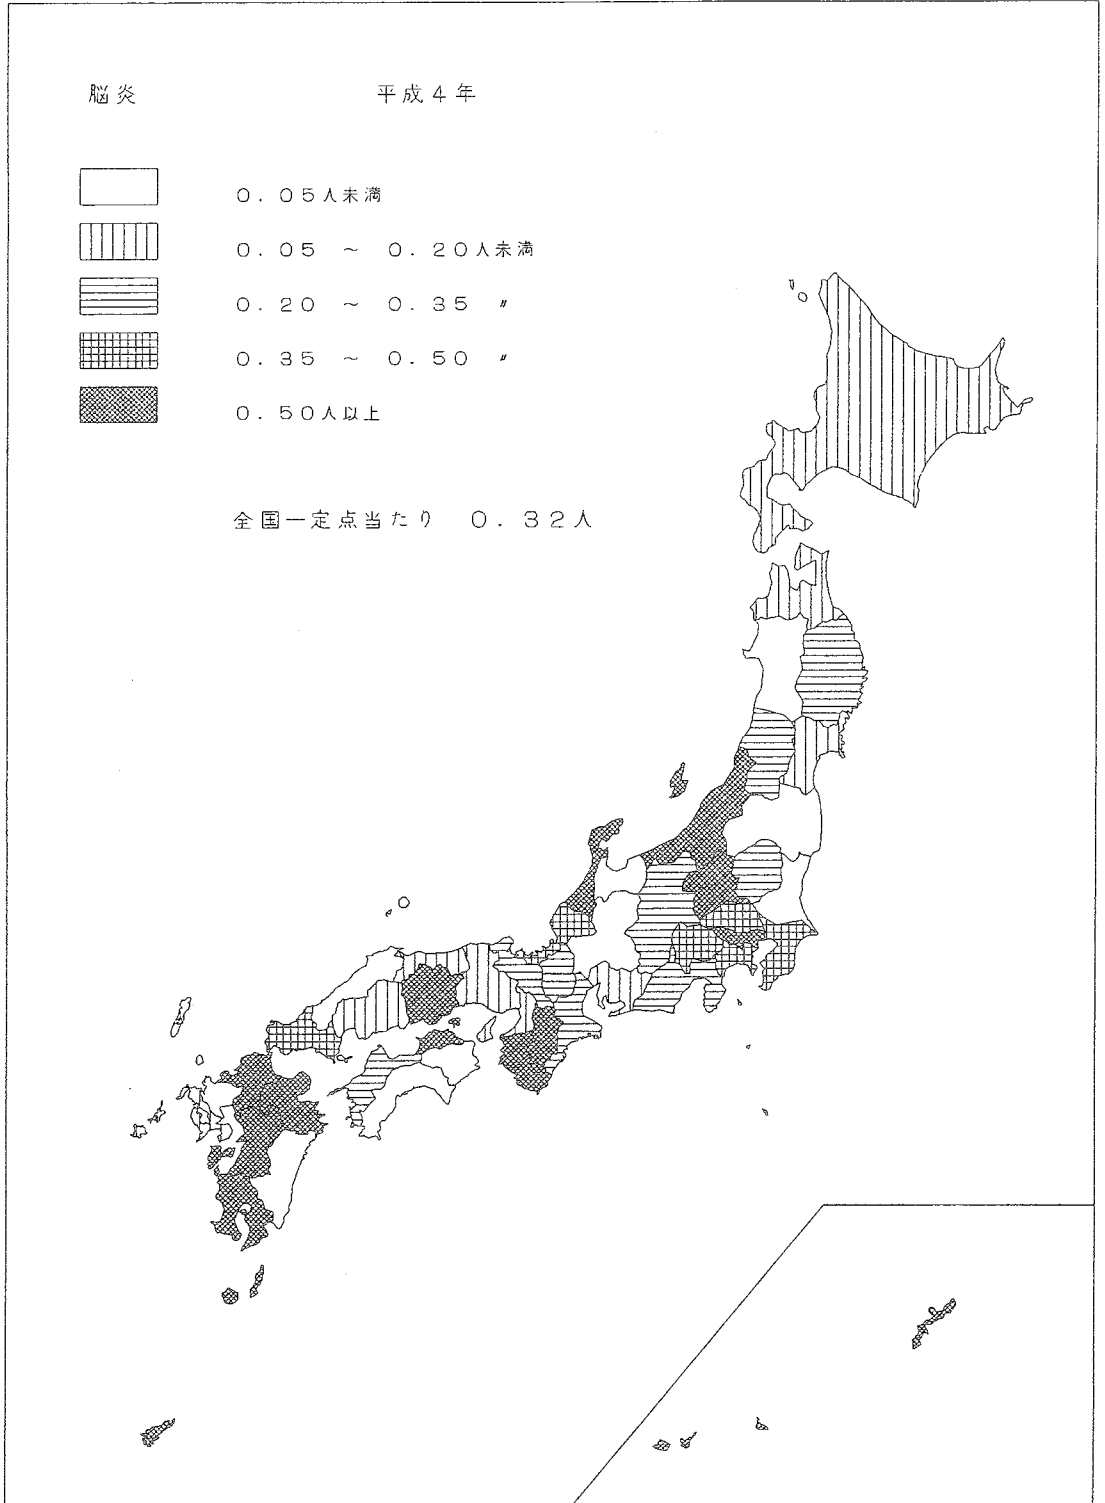 脳炎 平成4年
0.05人未満
0.05 ~ 0.20人未満
0.20 ~ 0.35 〃
0.35 ~ 0.50 〃
0.50人以上
全国一定点当たり 0.32人